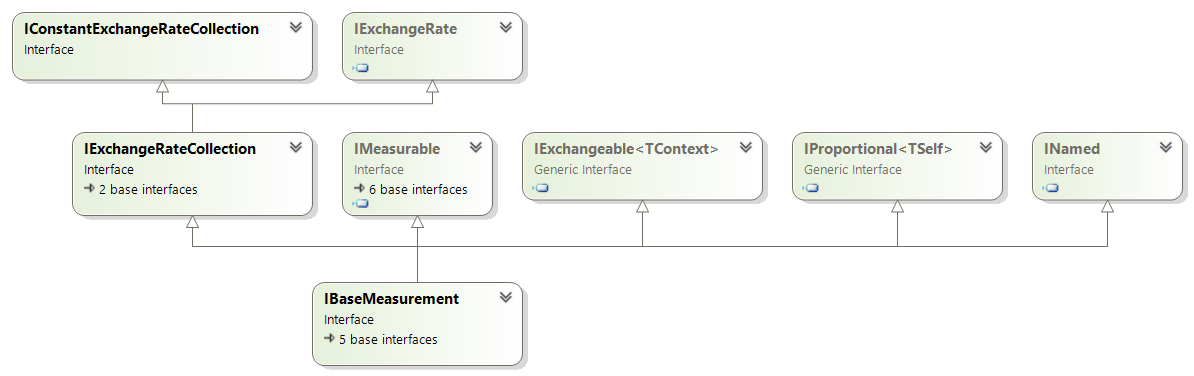 IConstantExchangeRateCollection
Interface
IExchangeRate
Interface
IExchangeRateCollection
Interface
2 base interfaces
IMeasurable
Interface
6 base interfaces
IExchangeable<TContext>
Generic Interface
IProportional<TSelf>
Generic Interface
INamed
Interface
IBaseMeasurement
Interface
5 base interfaces